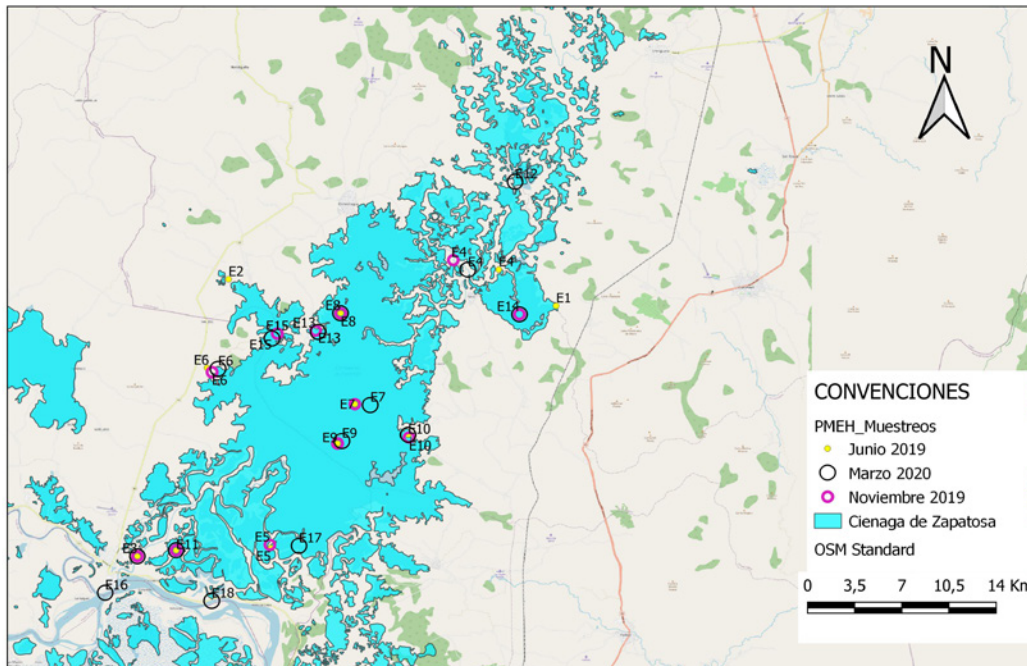 N
E12
E4
E4
E4
E2
E1
E14
E8
E8
E13
E13
E15
E15
E6
E6
E6
E7
E7
E10
E10
E9
E9
E5
E5
E17
E11
E3
E16
E18
CONVENCIONES
PMEH_Muestreos
Junio 2019
Marzo 2020
Noviembre 2019
Cienaga de Zapatosa
OSM Standard
0 3,5 7 10,5 14 Km